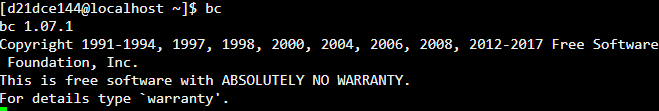 [d21dce144@localhost ~]$ bc
bc 1.07.1
Copyright 1991-1994, 1997, 1998, 2000, 2004, 2006, 2008, 2012-2017 Free Software
 Foundation, Inc.
This is free software with ABSOLUTELY NO WARRANTY.
For details type `warranty'.